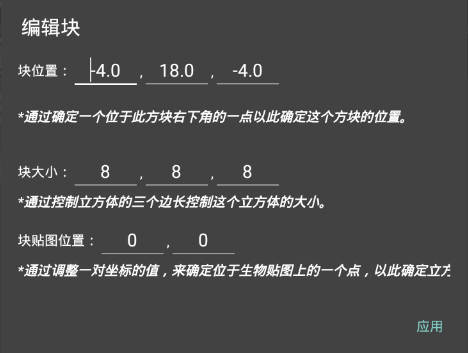 编辑块
块位置： -4.0 , 18.0 , -4.0
*通过确定一个位于此方块右下角的一点以此确定这个方块的位置。
块大小： 8 , 8 , 8
*通过控制立方体的三个边长控制这个立方体的大小。
块贴图位置： 0 , 0
*通过调整一对坐标的值，来确定位于生物贴图上的一个点，以此确定立方
应用